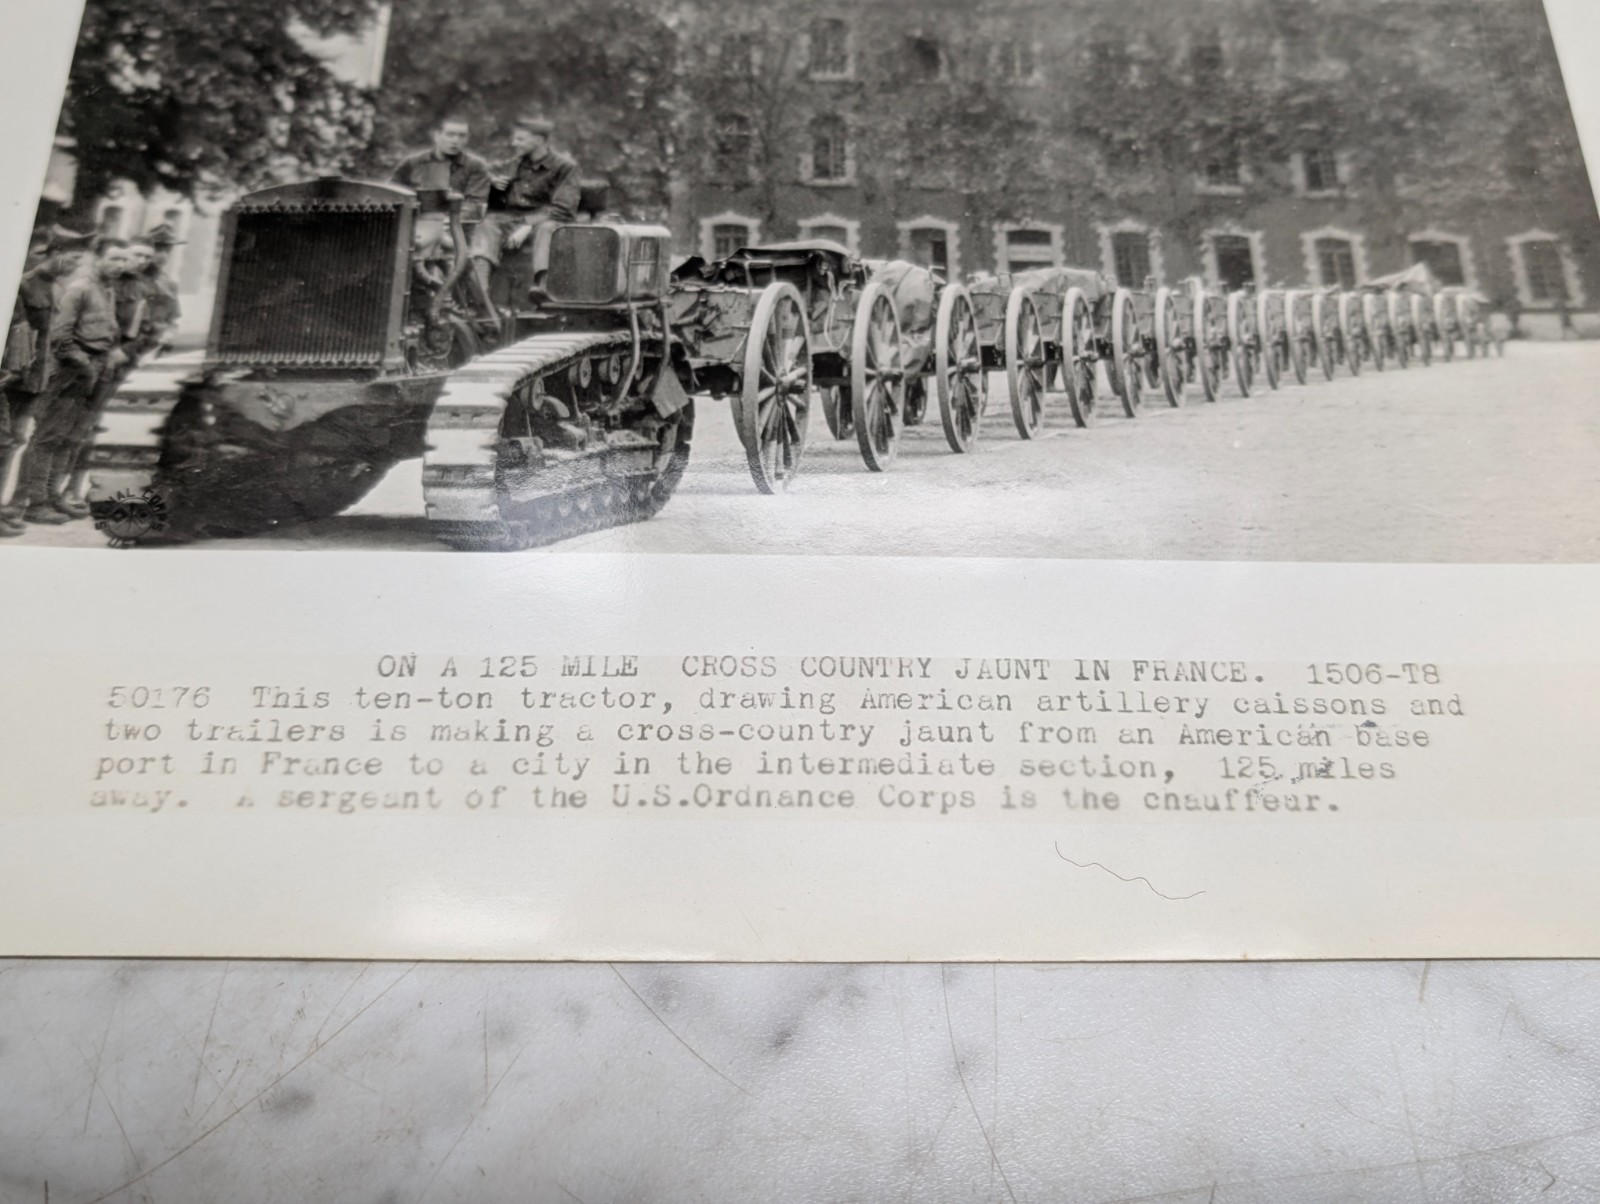 SIGNAL CORPS
ON A 125 MILE CROSS COUNTRY JAUNT IN FRANCE. 1506-T8
50176 This ten-ton tractor, drawing American artillery caissons and
two trailers is making a cross-country jaunt from an American base
port in France to a city in the intermediate section, 125 miles
away. A sergeant of the U.S.Ordnance Corps is the chauffeur.